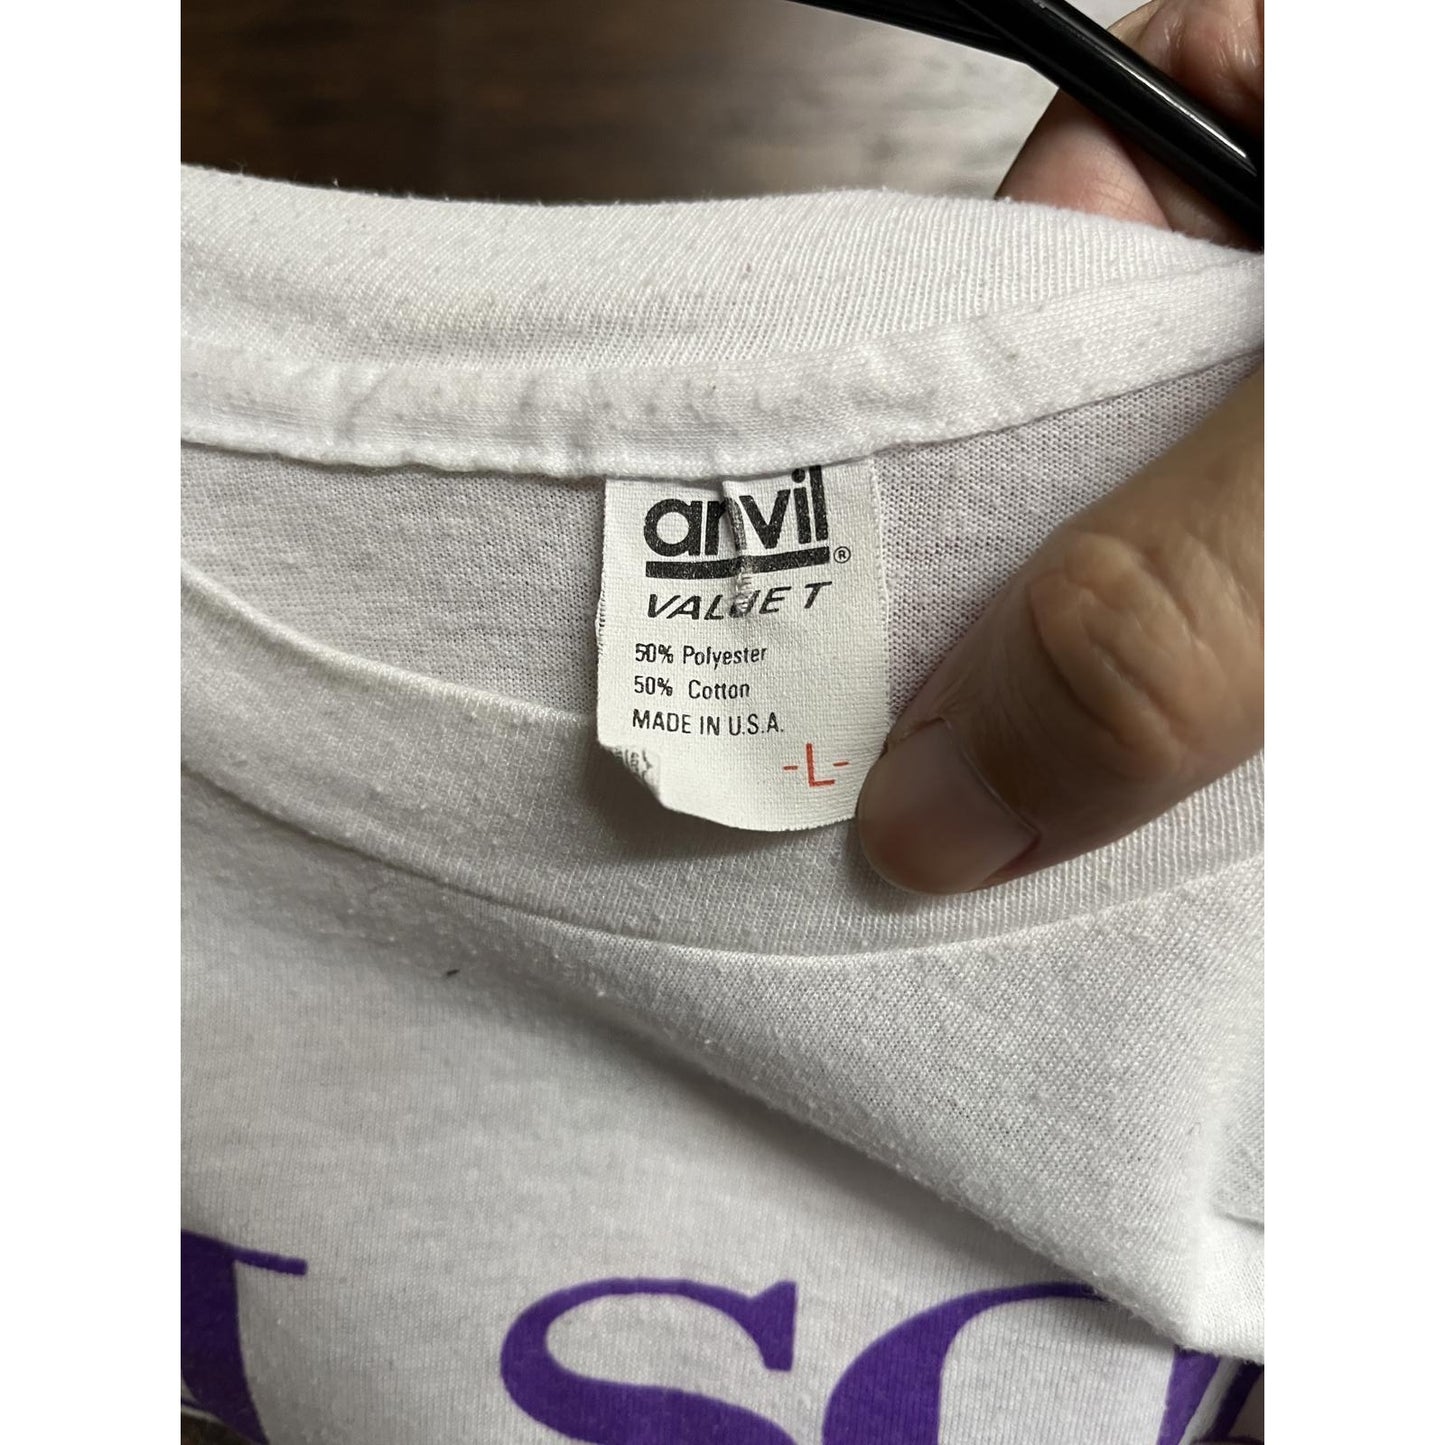 anvil®
VALUE T
50% Polyester
50% Cotton
MADE IN U.S.A.
-L-